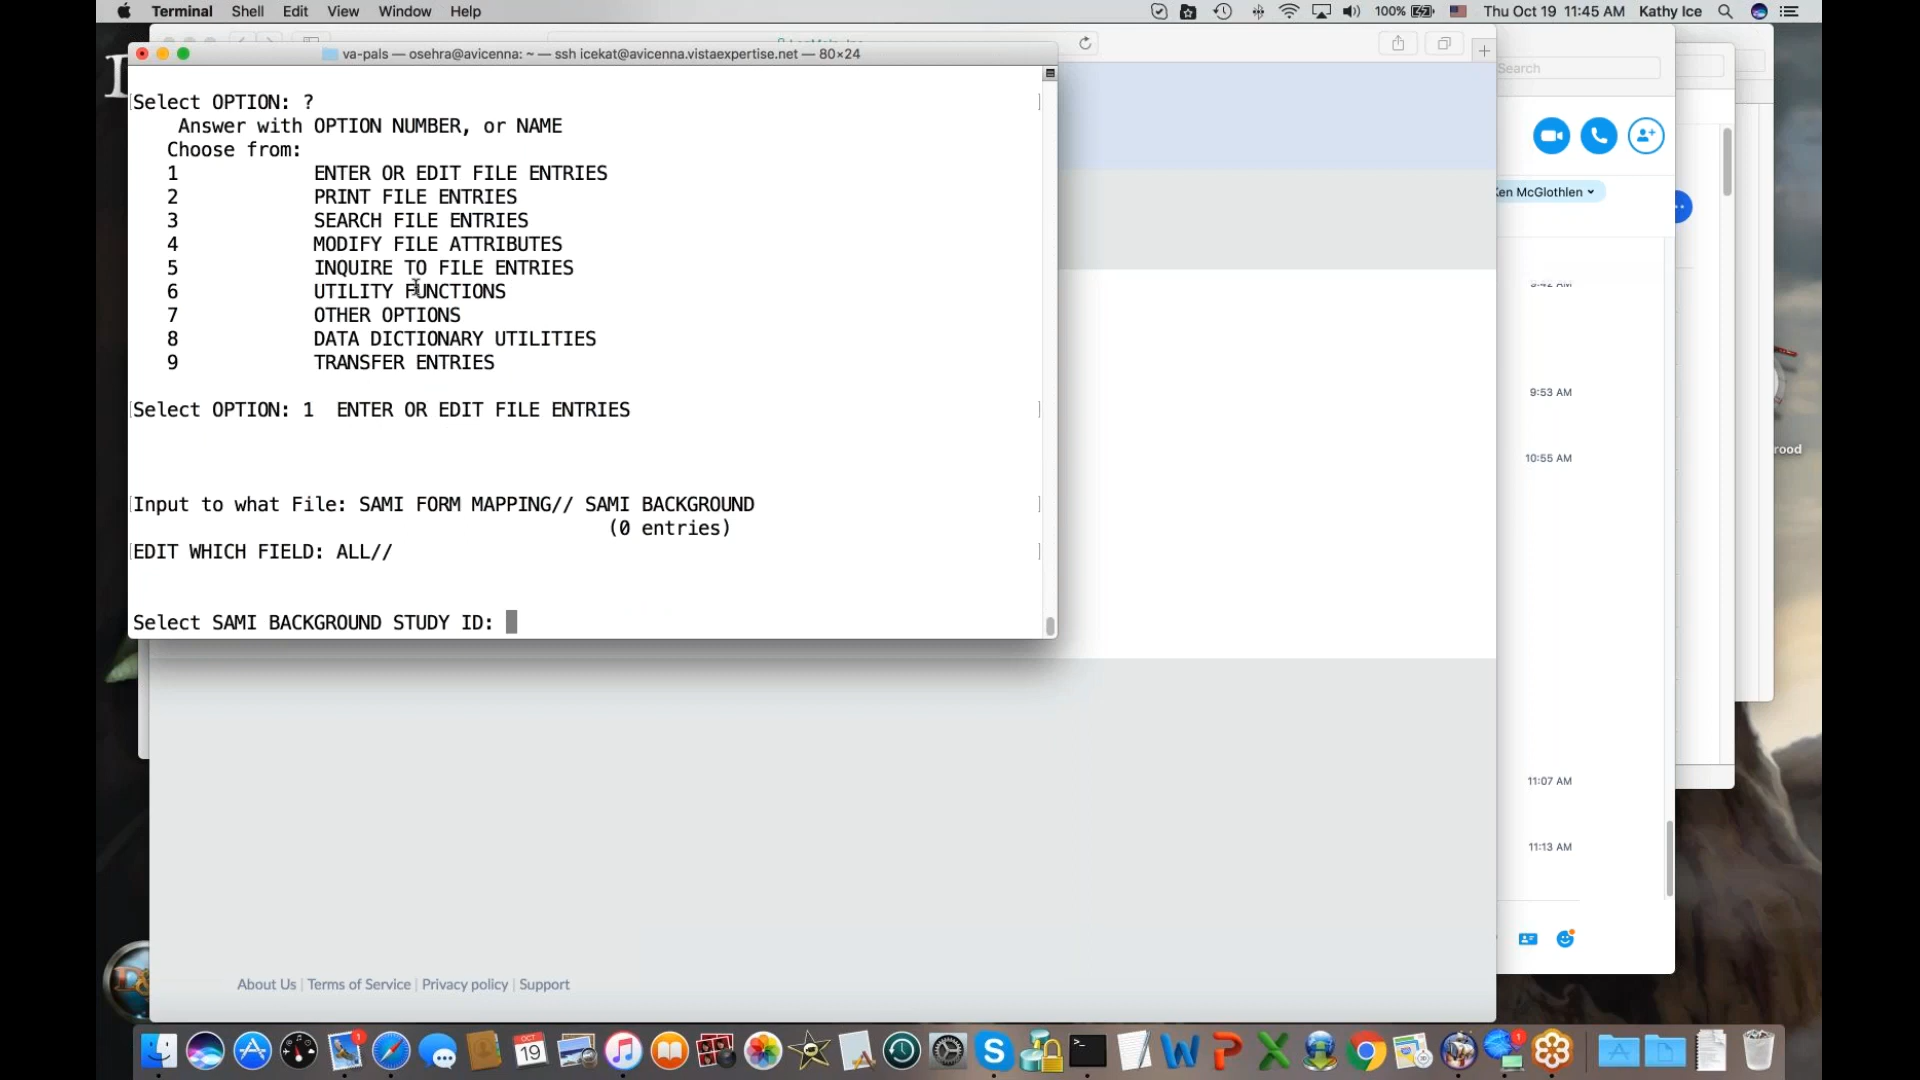 Terminal Shell Edit View Window Help
100% Thu Oct 19 11:45 AM Kathy Ice
va-pals — osehra@avicenna: ~ — ssh icekat@avicenna.vistaexpertise.net — 80×24
Search
Select OPTION: ?
Answer with OPTION NUMBER, or NAME
Choose from:
1 ENTER OR EDIT FILE ENTRIES
2 PRINT FILE ENTRIES
3 SEARCH FILE ENTRIES
4 MODIFY FILE ATTRIBUTES
5 INQUIRE TO FILE ENTRIES
6 UTILITY FUNCTIONS
7 OTHER OPTIONS
8 DATA DICTIONARY UTILITIES
9 TRANSFER ENTRIES
Select OPTION: 1 ENTER OR EDIT FILE ENTRIES
Input to what File: SAMI FORM MAPPING// SAMI BACKGROUND
(0 entries)
EDIT WHICH FIELD: ALL//
Select SAMI BACKGROUND STUDY ID:
Ken McGlothlen
9:53 AM
10:55 AM
rood
11:07 AM
11:13 AM
About Us | Terms of Service | Privacy policy | Support
OCT
19
1
1